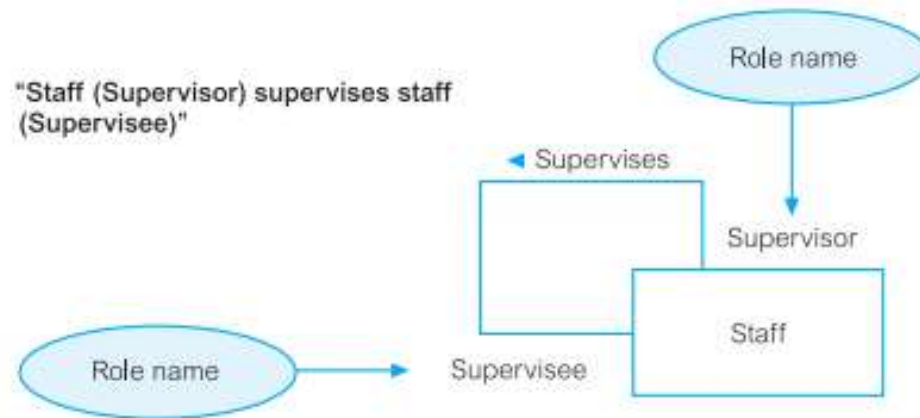 Role name
“Staff (Supervisor) supervises staff
(Supervisee)”
◄ Supervises
Supervisor
Staff
Role name
Supervisee